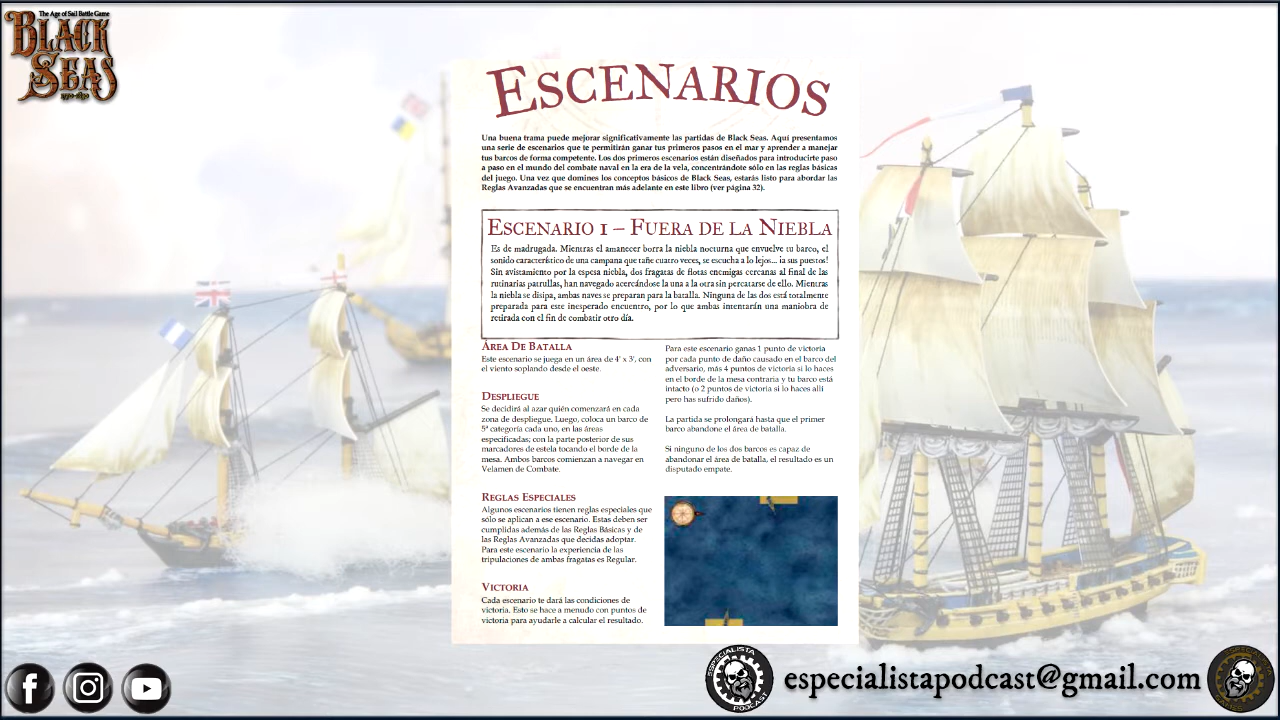 The Age of Sail Battle Game
BLACK
SEAS
ESCENARIOS
Una buena trama puede mejorar significativamente las partidas de Black Seas. Aquí presentamos
una serie de escenarios que te permitirán ganar tus primeros pasos en el mar y aprender a manejar
tus barcos de forma competente. Los dos primeros escenarios están diseñados para introducirte paso
a paso en el mundo del combate naval en la era de la vela, concentrándote sólo en las reglas básicas
del juego. Una vez que domines los conceptos básicos de Black Seas, estarás listo para abordar las
Reglas Avanzadas que se encuentran más adelante en este libro (ver página 32).
ESCENARIO 1 – FUERA DE LA NIEBLA
Es de madrugada. Mientras el amanecer borra la niebla nocturna que envuelve tu barco, el
sonido característico de una campana que tañe cuatro veces, se escucha a lo lejos... ¡a sus puestos!
Sin avistamiento por la espesa niebla, dos fragatas de flotas enemigas cercanas al final de las
rutinarias patrullas, han navegado acercándose la una a la otra sin percatarse de ello. Mientras
la niebla se disipa, ambas naves se preparan para la batalla. Ninguna de las dos está totalmente
preparada para este inesperado encuentro, por lo que ambas intentarán una maniobra de
retirada con el fin de combatir otro día.
ÁREA DE BATALLA
Este escenario se juega en un área de 4' x 3', con
el viento soplando desde el oeste.
DESPLIEGUE
Se decidirá al azar quién comenzará en cada
zona de despliegue. Luego, coloca un barco de
5ª categoría cada uno, en las áreas
especificadas; con la parte posterior de sus
marcadores de estela tocando el borde de la
mesa. Ambos barcos comienzan a navegar en
Velamen de Combate.
REGLAS ESPECIALES
Algunos escenarios tienen reglas especiales que
sólo se aplican a ese escenario. Estas deben ser
cumplidas además de las Reglas Básicas y de
las Reglas Avanzadas que decidas adoptar.
Para este escenario la experiencia de las
tripulaciones de ambas fragatas es Regular.
VICTORIA
Cada escenario te dará las condiciones de
victoria. Esto se hace a menudo con puntos de
victoria para ayudarle a calcular el resultado.
Para este escenario ganas 1 punto de victoria
por cada punto de daño causado en el barco del
adversario, más 4 puntos de victoria si lo haces
en el borde de la mesa contraria y tu barco está
intacto (o 2 puntos de victoria si lo haces allí
pero has sufrido daños).
La partida se prolongará hasta que el primer
barco abandone el área de batalla.
Si ninguno de los dos barcos es capaz de
abandonar el área de batalla, el resultado es un
disputado empate.
ESPECIALISTA
PODCAST
especialistapodcast@gmail.com